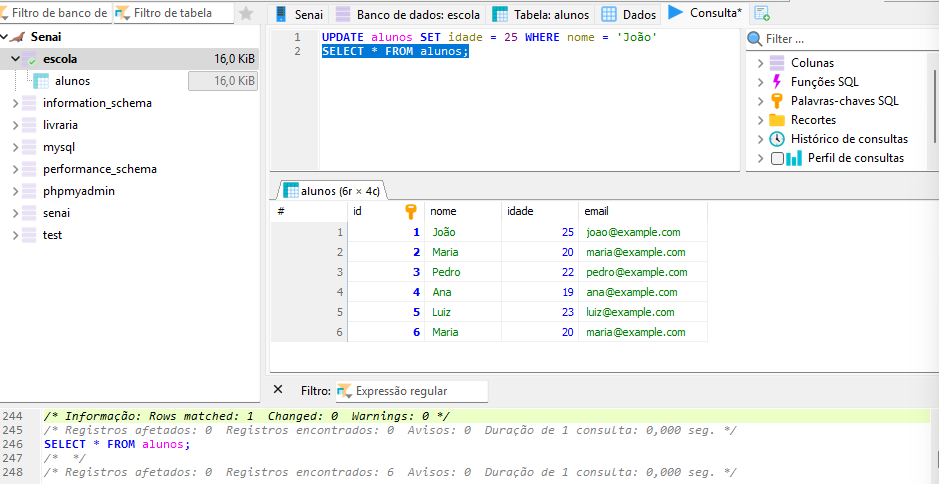 Filtro de banco de
Filtro de tabela
Senai
Banco de dados: escola
Tabela: alunos
Dados
Consulta*
Senai
escola 16,0 KiB
alunos 16,0 KiB
information_schema
livraria
mysql
performance_schema
phpmyadmin
senai
test
1 UPDATE alunos SET idade = 25 WHERE nome = 'João'
2 SELECT * FROM alunos;
Filter ...
Colunas
Funções SQL
Palavras-chaves SQL
Recortes
Histórico de consultas
Perfil de consultas
alunos (6r × 4c)
# id nome idade email
1 1 João 25 joao@example.com
2 2 Maria 20 maria@example.com
3 3 Pedro 22 pedro@example.com
4 4 Ana 19 ana@example.com
5 5 Luiz 23 luiz@example.com
6 6 Maria 20 maria@example.com
Filtro: Expressão regular
244 /* Informação: Rows matched: 1 Changed: 0 Warnings: 0 */
245 /* Registros afetados: 0 Registros encontrados: 0 Avisos: 0 Duração de 1 consulta: 0,000 seg. */
246 SELECT * FROM alunos;
247 /* */
248 /* Registros afetados: 0 Registros encontrados: 6 Avisos: 0 Duração de 1 consulta: 0,000 seg. */